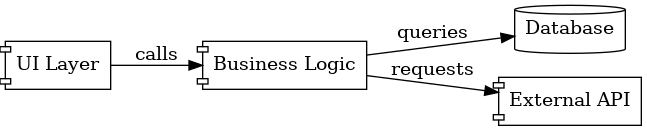 UI Layer
calls
Business Logic
queries
Database
requests
External API